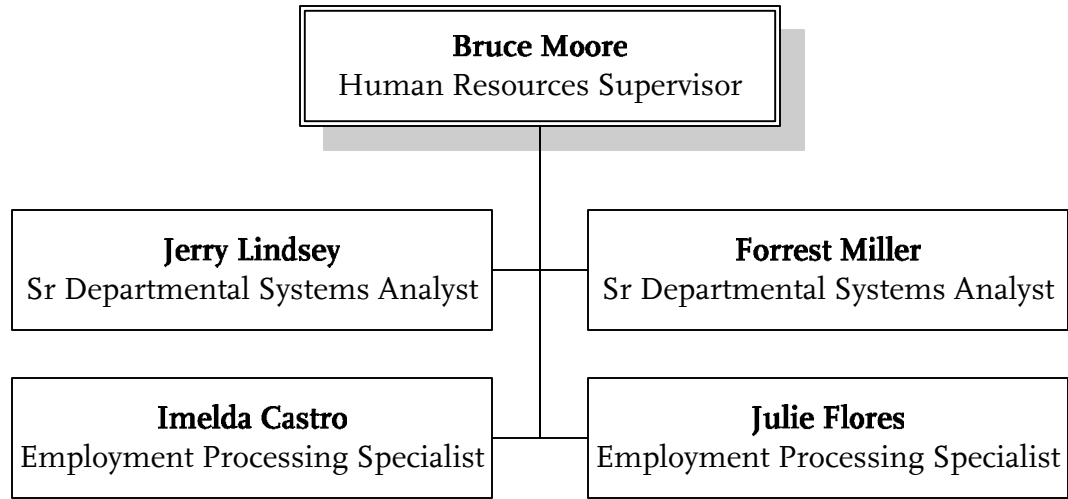 Bruce Moore
Human Resources Supervisor
Jerry Lindsey
Sr Departmental Systems Analyst
Forrest Miller
Sr Departmental Systems Analyst
Imelda Castro
Employment Processing Specialist
Julie Flores
Employment Processing Specialist